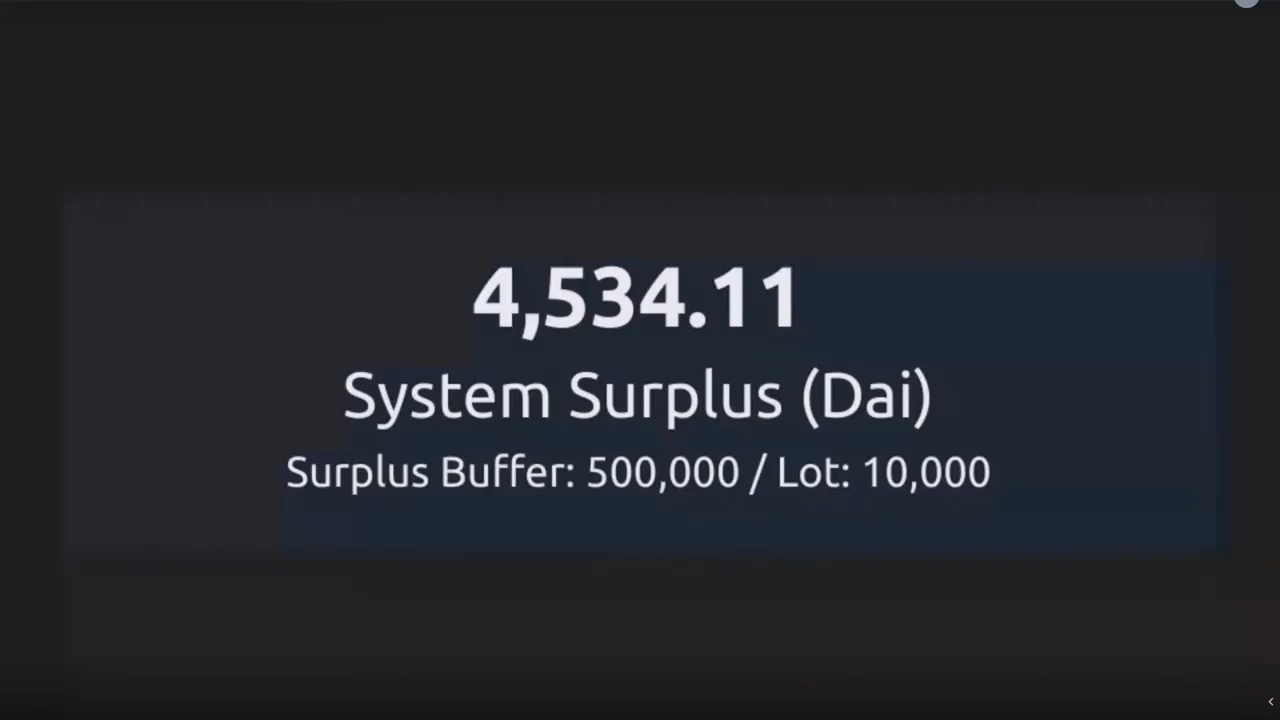 4,534.11
System Surplus (Dai)
Surplus Buffer: 500,000 / Lot: 10,000